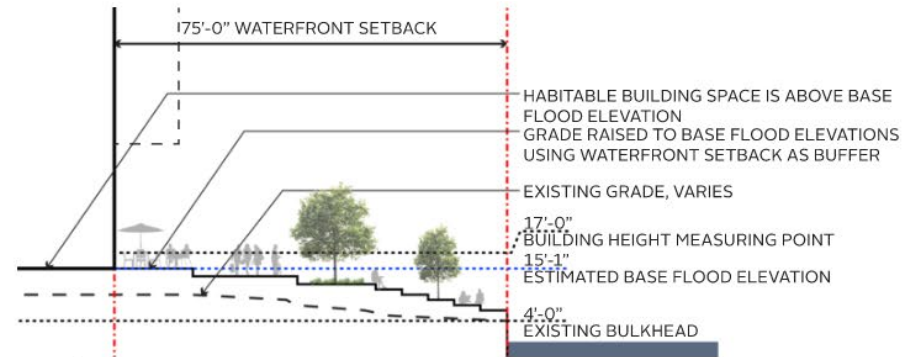 75'-0" WATERFRONT SETBACK
HABITABLE BUILDING SPACE IS ABOVE BASE
FLOOD ELEVATION
GRADE RAISED TO BASE FLOOD ELEVATIONS
USING WATERFRONT SETBACK AS BUFFER
EXISTING GRADE, VARIES
17'-0"
BUILDING HEIGHT MEASURING POINT
15'-1"
ESTIMATED BASE FLOOD ELEVATION
4'-0"
EXISTING BULKHEAD